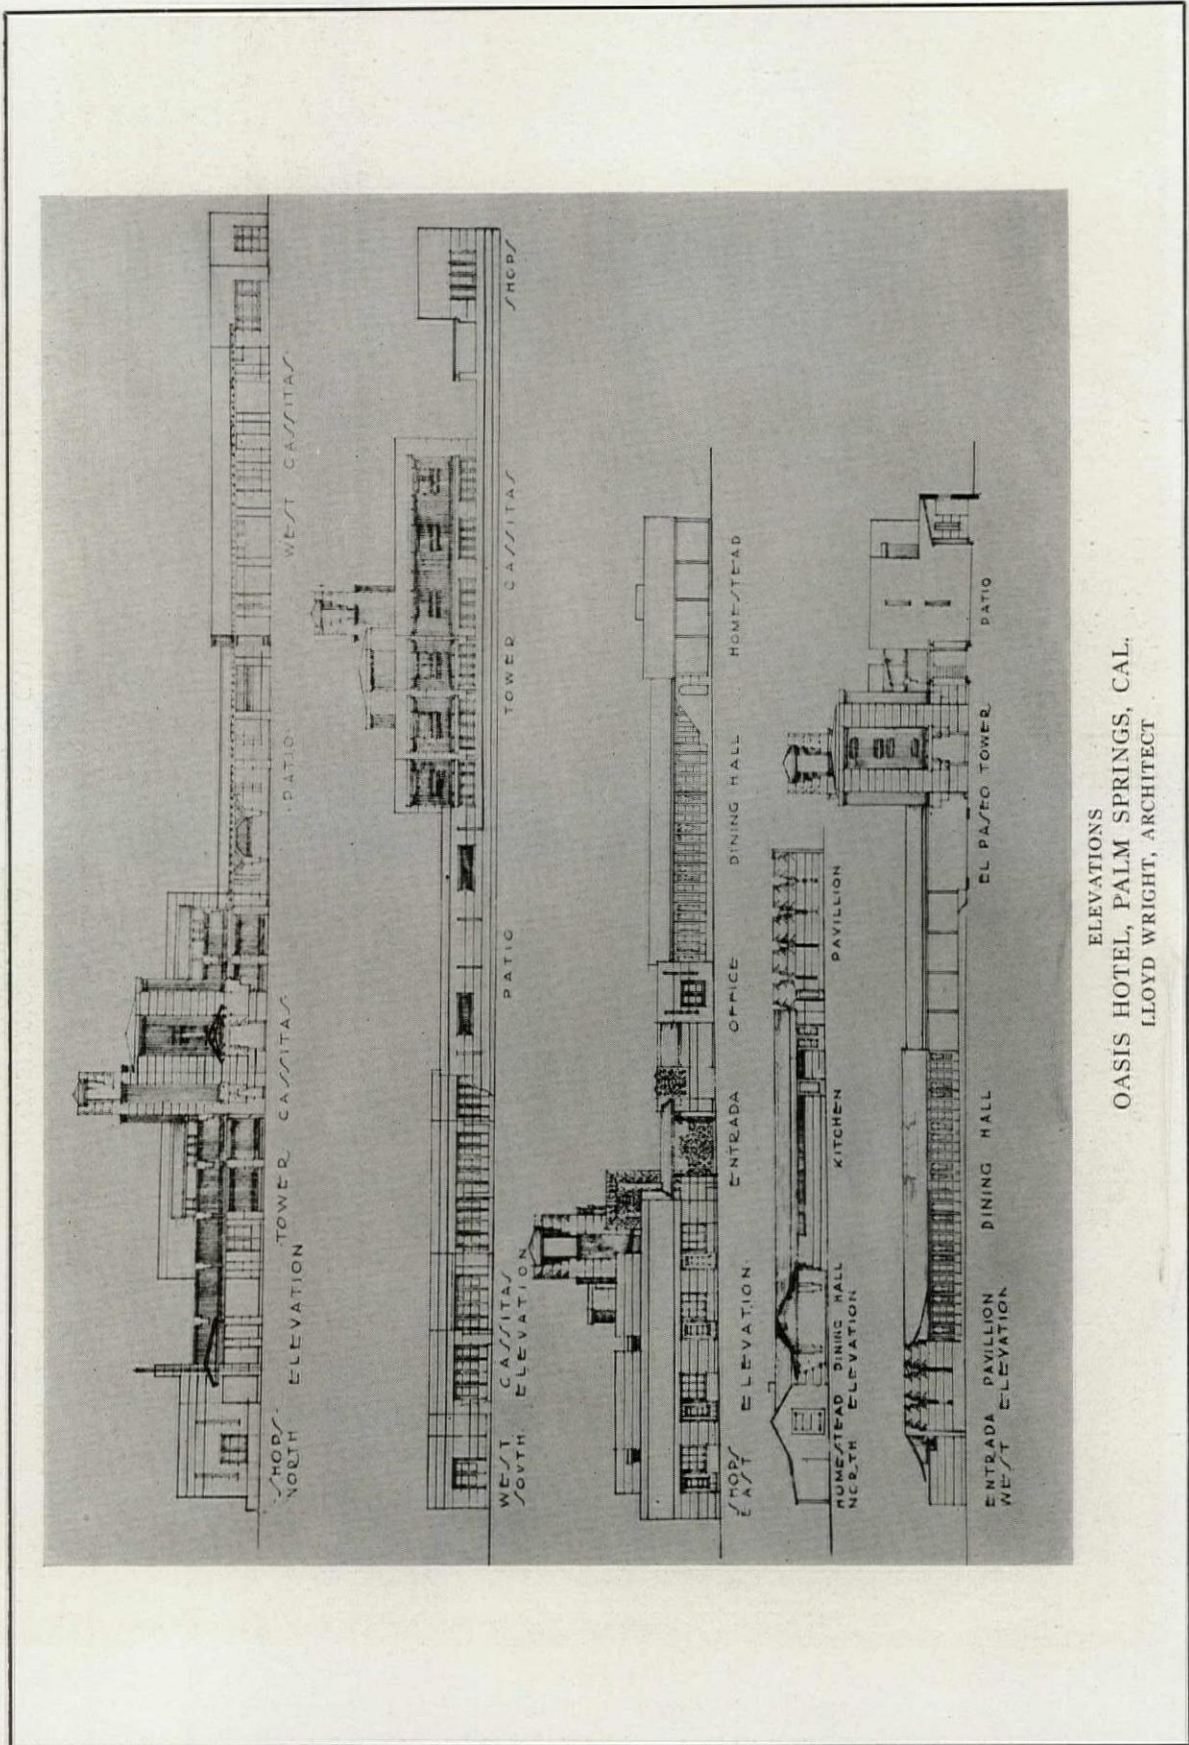 SHOPS TOWER CASSITAS PATIO WEST CASSITAS
NORTH ELEVATION
WEST CASSITAS PATIO TOWER CASSITAS SHOPS
SOUTH ELEVATION
SHOPS ENTRADA OFFICE DINING HALL HOMESTEAD
EAST ELEVATION
HOMESTEAD DINING HALL KITCHEN PAVILLION
NORTH ELEVATION
ENTRADA PAVILLION DINING HALL EL PASEO TOWER PATIO
WEST ELEVATION
ELEVATIONS
OASIS HOTEL, PALM SPRINGS, CAL.
LLOYD WRIGHT, ARCHITECT